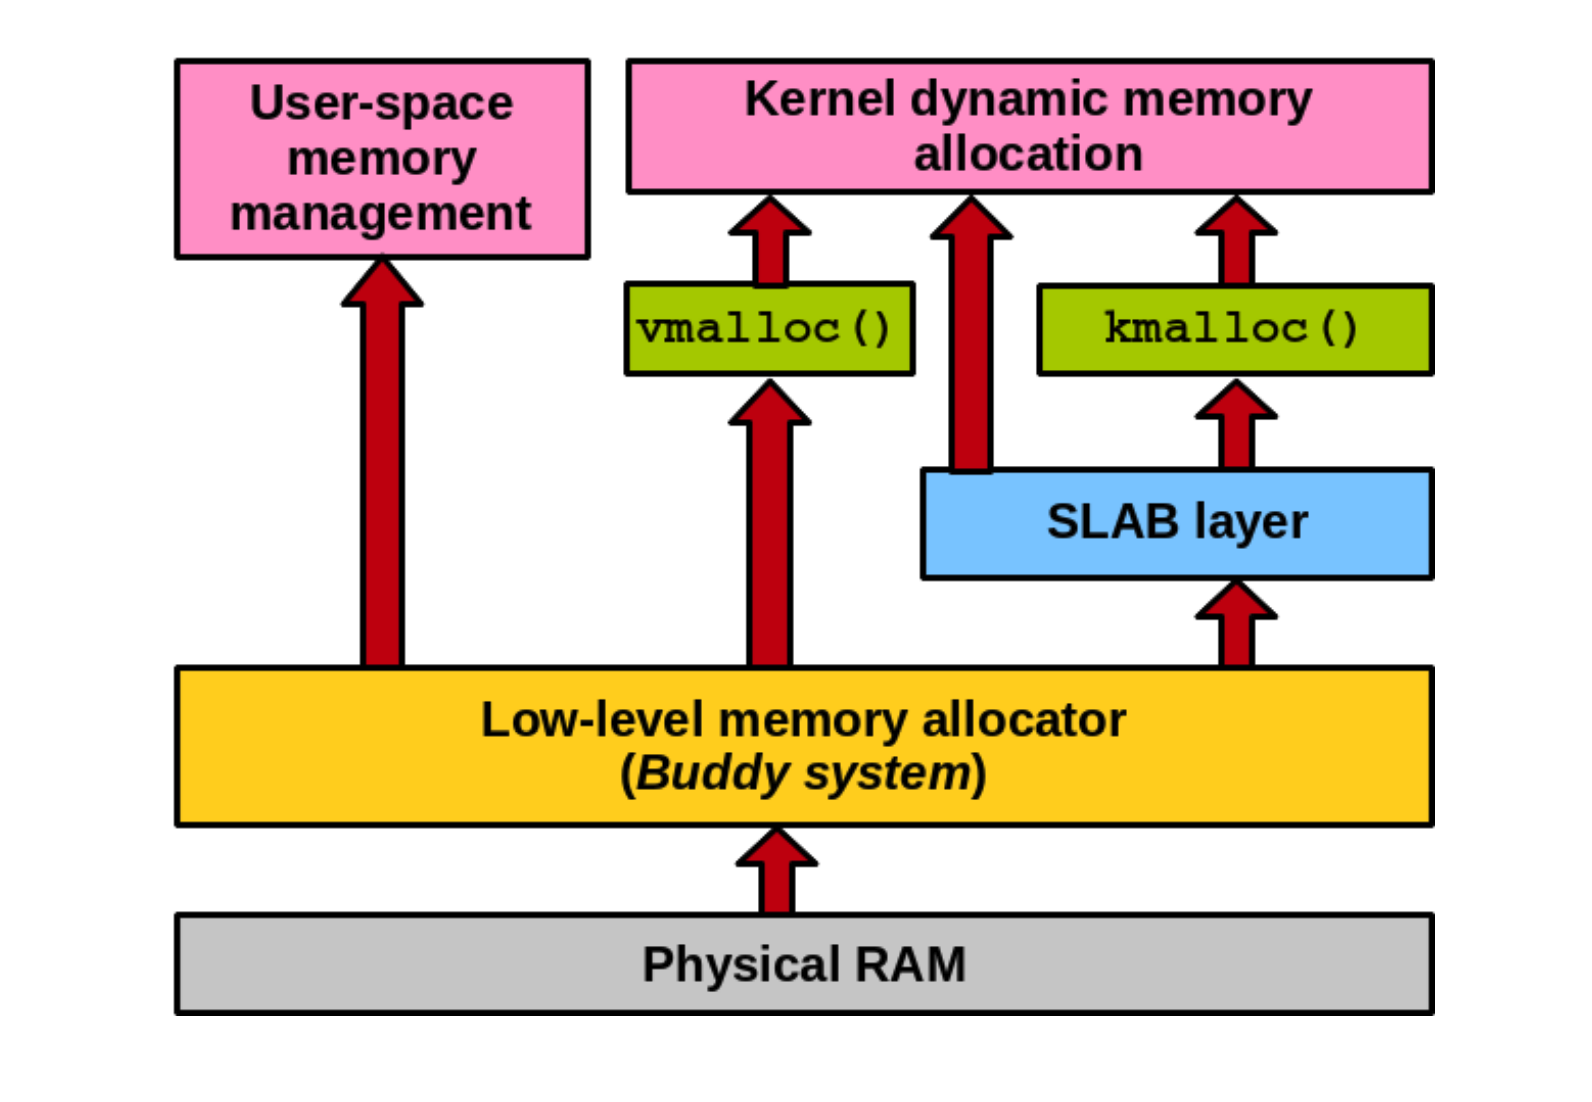 User-space
memory
management
Kernel dynamic memory
allocation
vmalloc()
kmalloc()
SLAB layer
Low-level memory allocator
(Buddy system)
Physical RAM